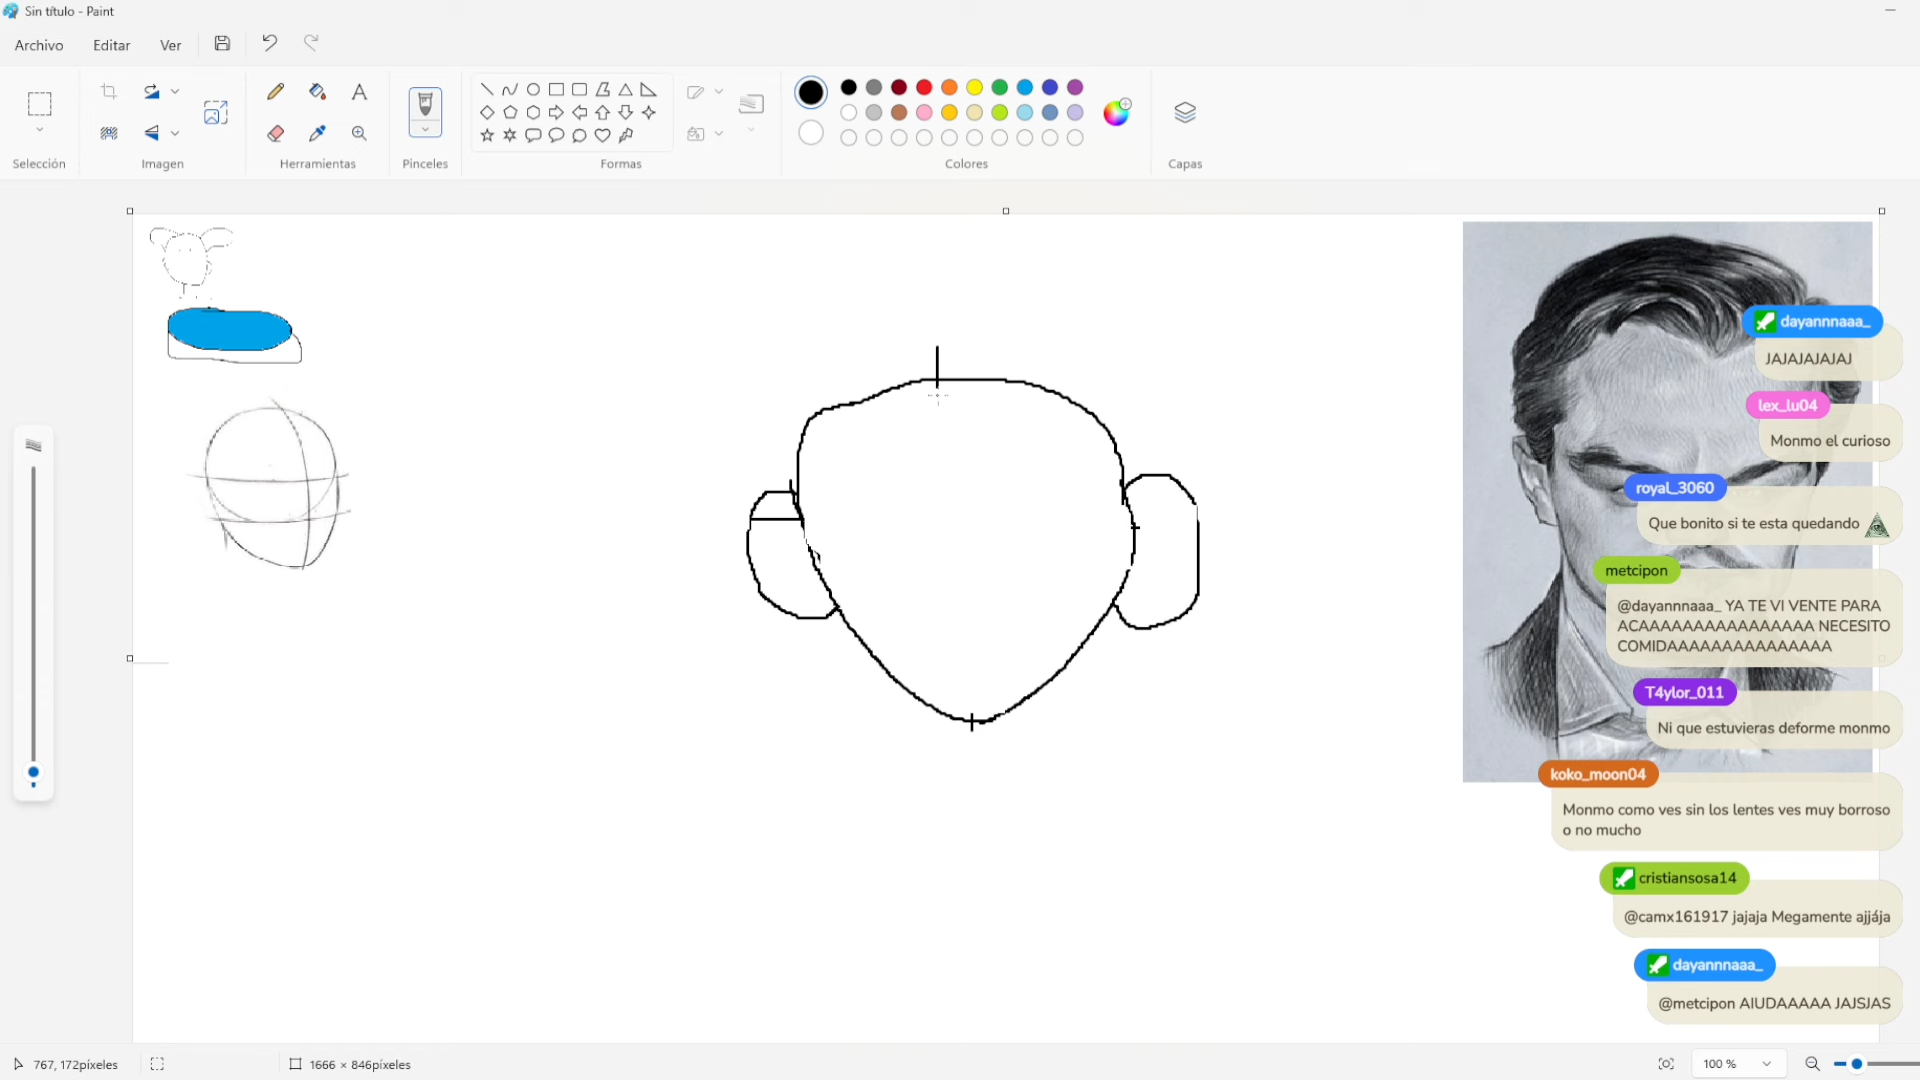 Sin título - Paint
Archivo
Editar
Ver
Selección
Imagen
Herramientas
Pinceles
Formas
Colores
Capas
dayannnaaa_
JAJAJAJAJAJ
lex_lu04
Monmo el curioso
royal_3060
Que bonito si te esta quedando
metcipon
@dayannnaaa_ YA TE VI VENTE PARA
ACAAAAAAAAAAAAAAAA NECESITO
COMIDAAAAAAAAAAAAAAA
T4ylor_011
Ni que estuvieras deforme monmo
koko_moon04
Monmo como ves sin los lentes ves muy borroso
o no mucho
cristiansosa14
@camx161917 jajaja Megamente ajjája
dayannnaaa_
@metcipon AIUDAAAAA JAJSJAS
767, 172píxeles
1666 × 846píxeles
100 %